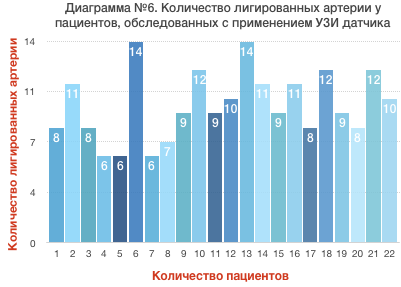 Диаграмма №6. Количество лигированных артерии у
пациентов, обследованных с применением УЗИ датчика
Количество лигированных артерии
14
11
7
4
0
8 11 8 6 6 14 6 7 9 12 9 10 14 11 9 11 8 12 9 8 12 10
1 2 3 4 5 6 7 8 9 10 11 12 13 14 15 16 17 18 19 20 21 22
Количество пациентов